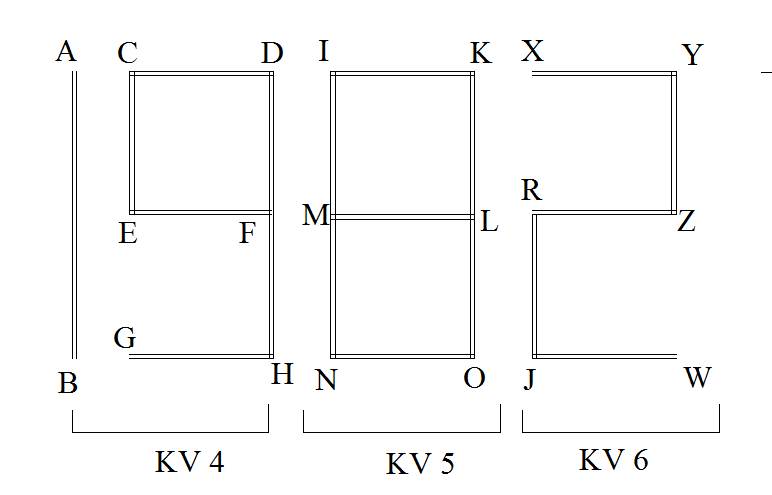 A C D I K X Y
R
E F M L Z
G
B H N O J W
KV 4 KV 5 KV 6